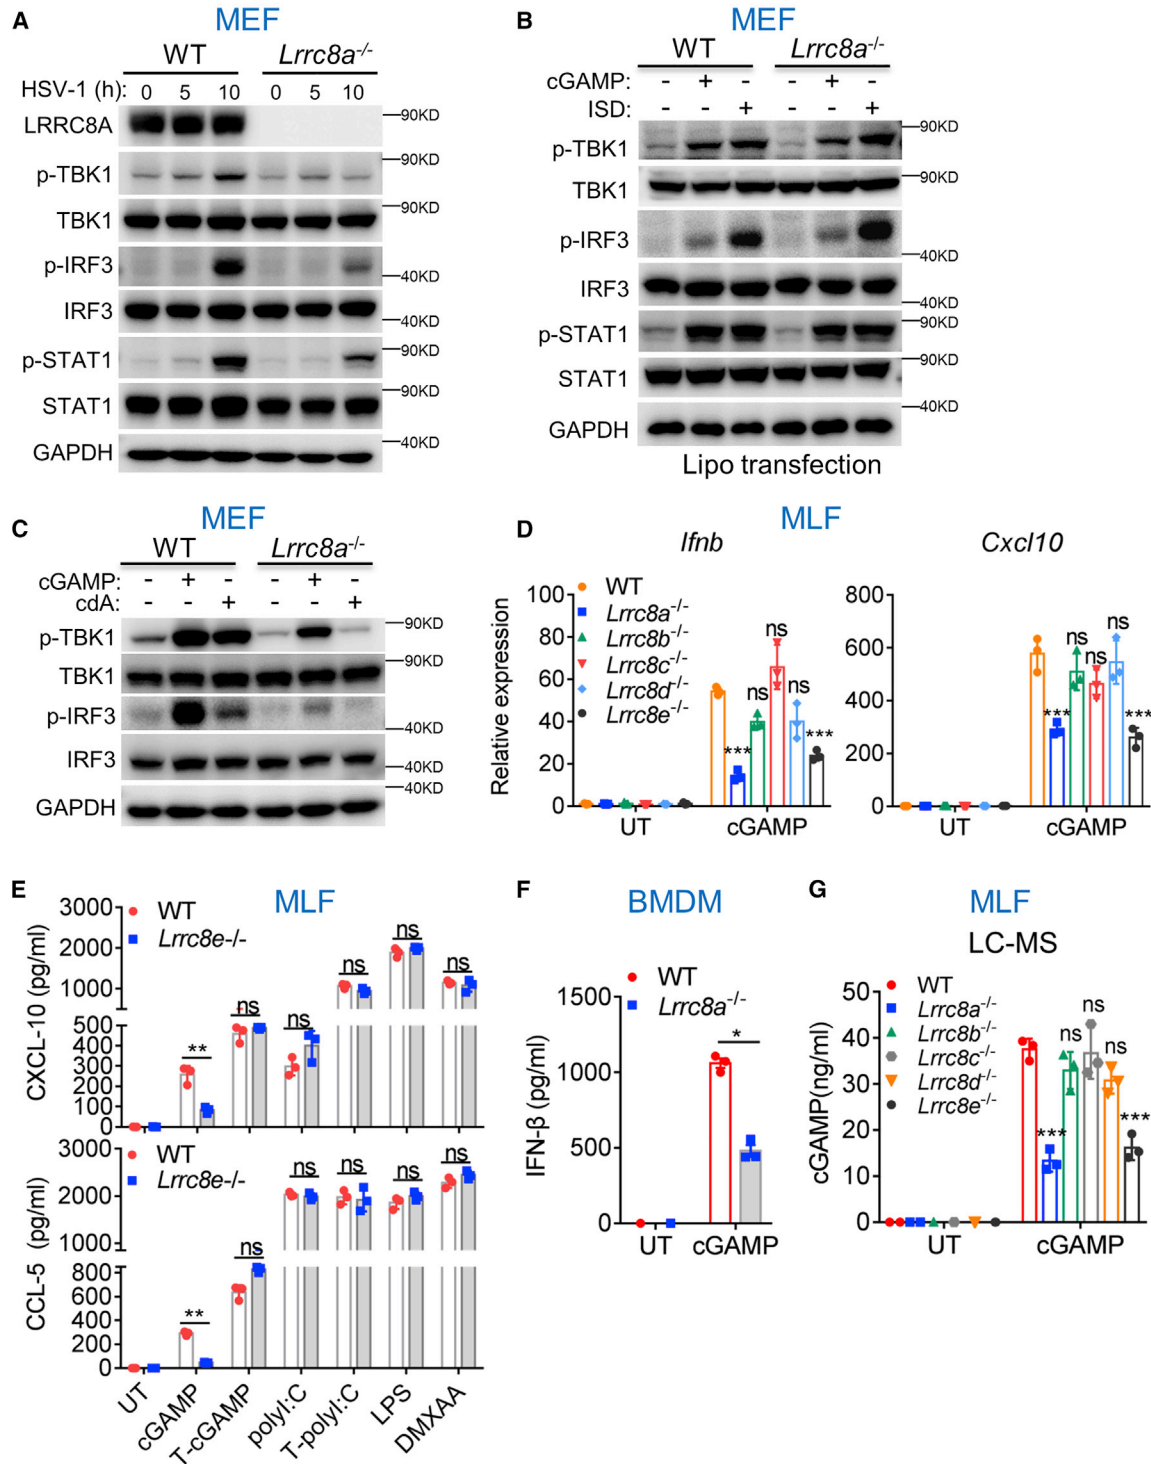 A
MEF
WT Lrrc8a-/-
HSV-1 (h): 0 5 10 0 5 10
LRRC8A 90KD
p-TBK1 90KD
TBK1 90KD
p-IRF3 40KD
IRF3 40KD
p-STAT1 90KD
STAT1 90KD
GAPDH 40KD
B
MEF
WT Lrrc8a-/-
cGAMP: - + - - + -
ISD: - - + - - +
p-TBK1 90KD
TBK1 90KD
p-IRF3 40KD
IRF3 40KD
p-STAT1 90KD
STAT1 90KD
GAPDH 40KD
Lipo transfection
C
MEF
WT Lrrc8a-/-
cGAMP: - + - - + -
cdA: - - + - - +
p-TBK1 90KD
TBK1 90KD
p-IRF3 40KD
IRF3 40KD
GAPDH 40KD
D
MLF
Ifnb
Relative expression
100
80
60
40
20
0
WT
Lrrc8a-/-
Lrrc8b-/-
Lrrc8c-/-
Lrrc8d-/-
Lrrc8e-/-
*** ns ns ns ***
UT cGAMP
Cxcl10
800
600
400
200
0
*** ns ns ns ***
UT cGAMP
E
MLF
WT
Lrrc8e-/-
CXCL-10 (pg/ml)
3000
2000
1000
500
400
300
200
100
0
** ns ns ns ns ns
WT
Lrrc8e-/-
CCL-5 (pg/ml)
3000
2000
1000
800
600
400
200
0
** ns ns ns ns ns
UT cGAMP T-cGAMP polyI:C T-polyI:C LPS DMXAA
F
BMDM
WT
Lrrc8a-/-
IFN-β (pg/ml)
1500
1000
500
0
*
UT cGAMP
G
MLF
LC-MS
WT
Lrrc8a-/-
Lrrc8b-/-
Lrrc8c-/-
Lrrc8d-/-
Lrrc8e-/-
cGAMP(ng/ml)
50
40
30
20
10
0
*** ns ns ns ***
UT cGAMP